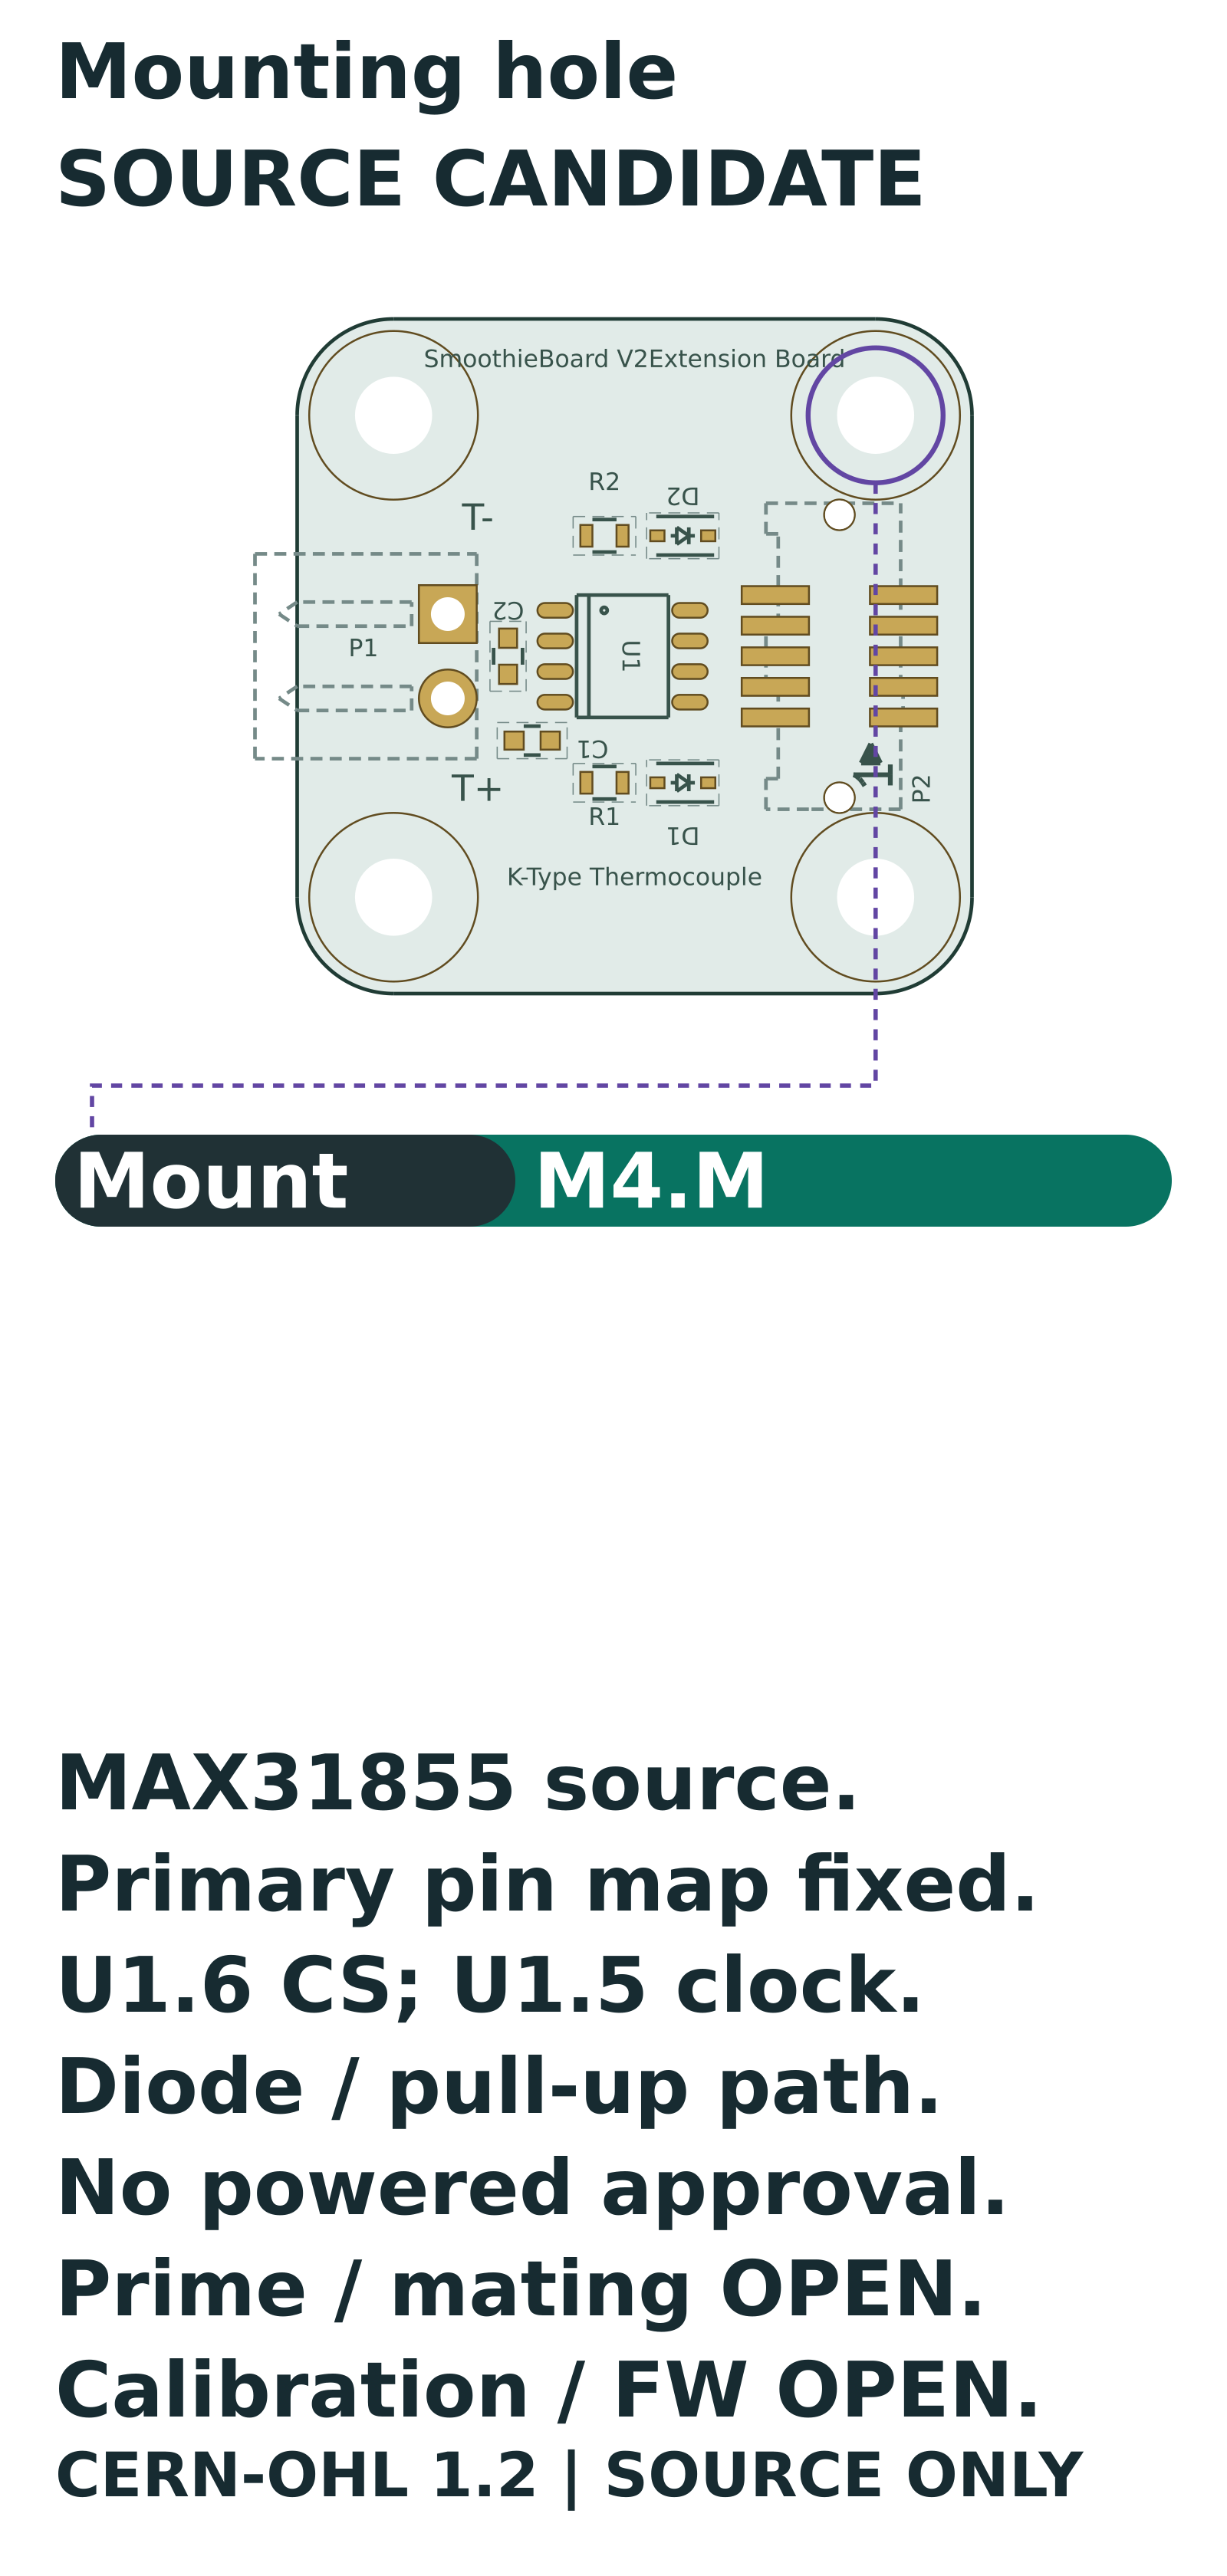 Mounting hole
SOURCE CANDIDATE
SmoothieBoard V2Extension Board
R2
D2
T-
C2
P1
U1
C1
T+
R1
D1
1
P2
K-Type Thermocouple
Mount M4.M
MAX31855 source.
Primary pin map fixed.
U1.6 CS; U1.5 clock.
Diode / pull-up path.
No powered approval.
Prime / mating OPEN.
Calibration / FW OPEN.
CERN-OHL 1.2 | SOURCE ONLY